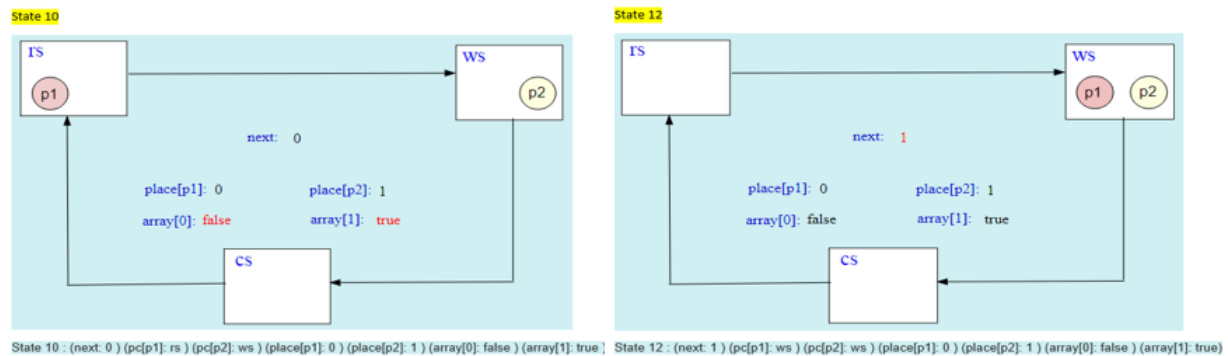 State 10
rs
ws
p1
p2
next: 0
place[p1]: 0 place[p2]: 1
array[0]: false array[1]: true
cs
State 10 : (next: 0 ) (pc[p1]: rs ) (pc[p2]: ws ) (place[p1]: 0 ) (place[p2]: 1 ) (array[0]: false ) (array[1]: true )
State 12
rs
ws
p1 p2
next: 1
place[p1]: 0 place[p2]: 1
array[0]: false array[1]: true
cs
State 12 : (next: 1 ) (pc[p1]: ws ) (pc[p2]: ws ) (place[p1]: 0 ) (place[p2]: 1 ) (array[0]: false ) (array[1]: true)